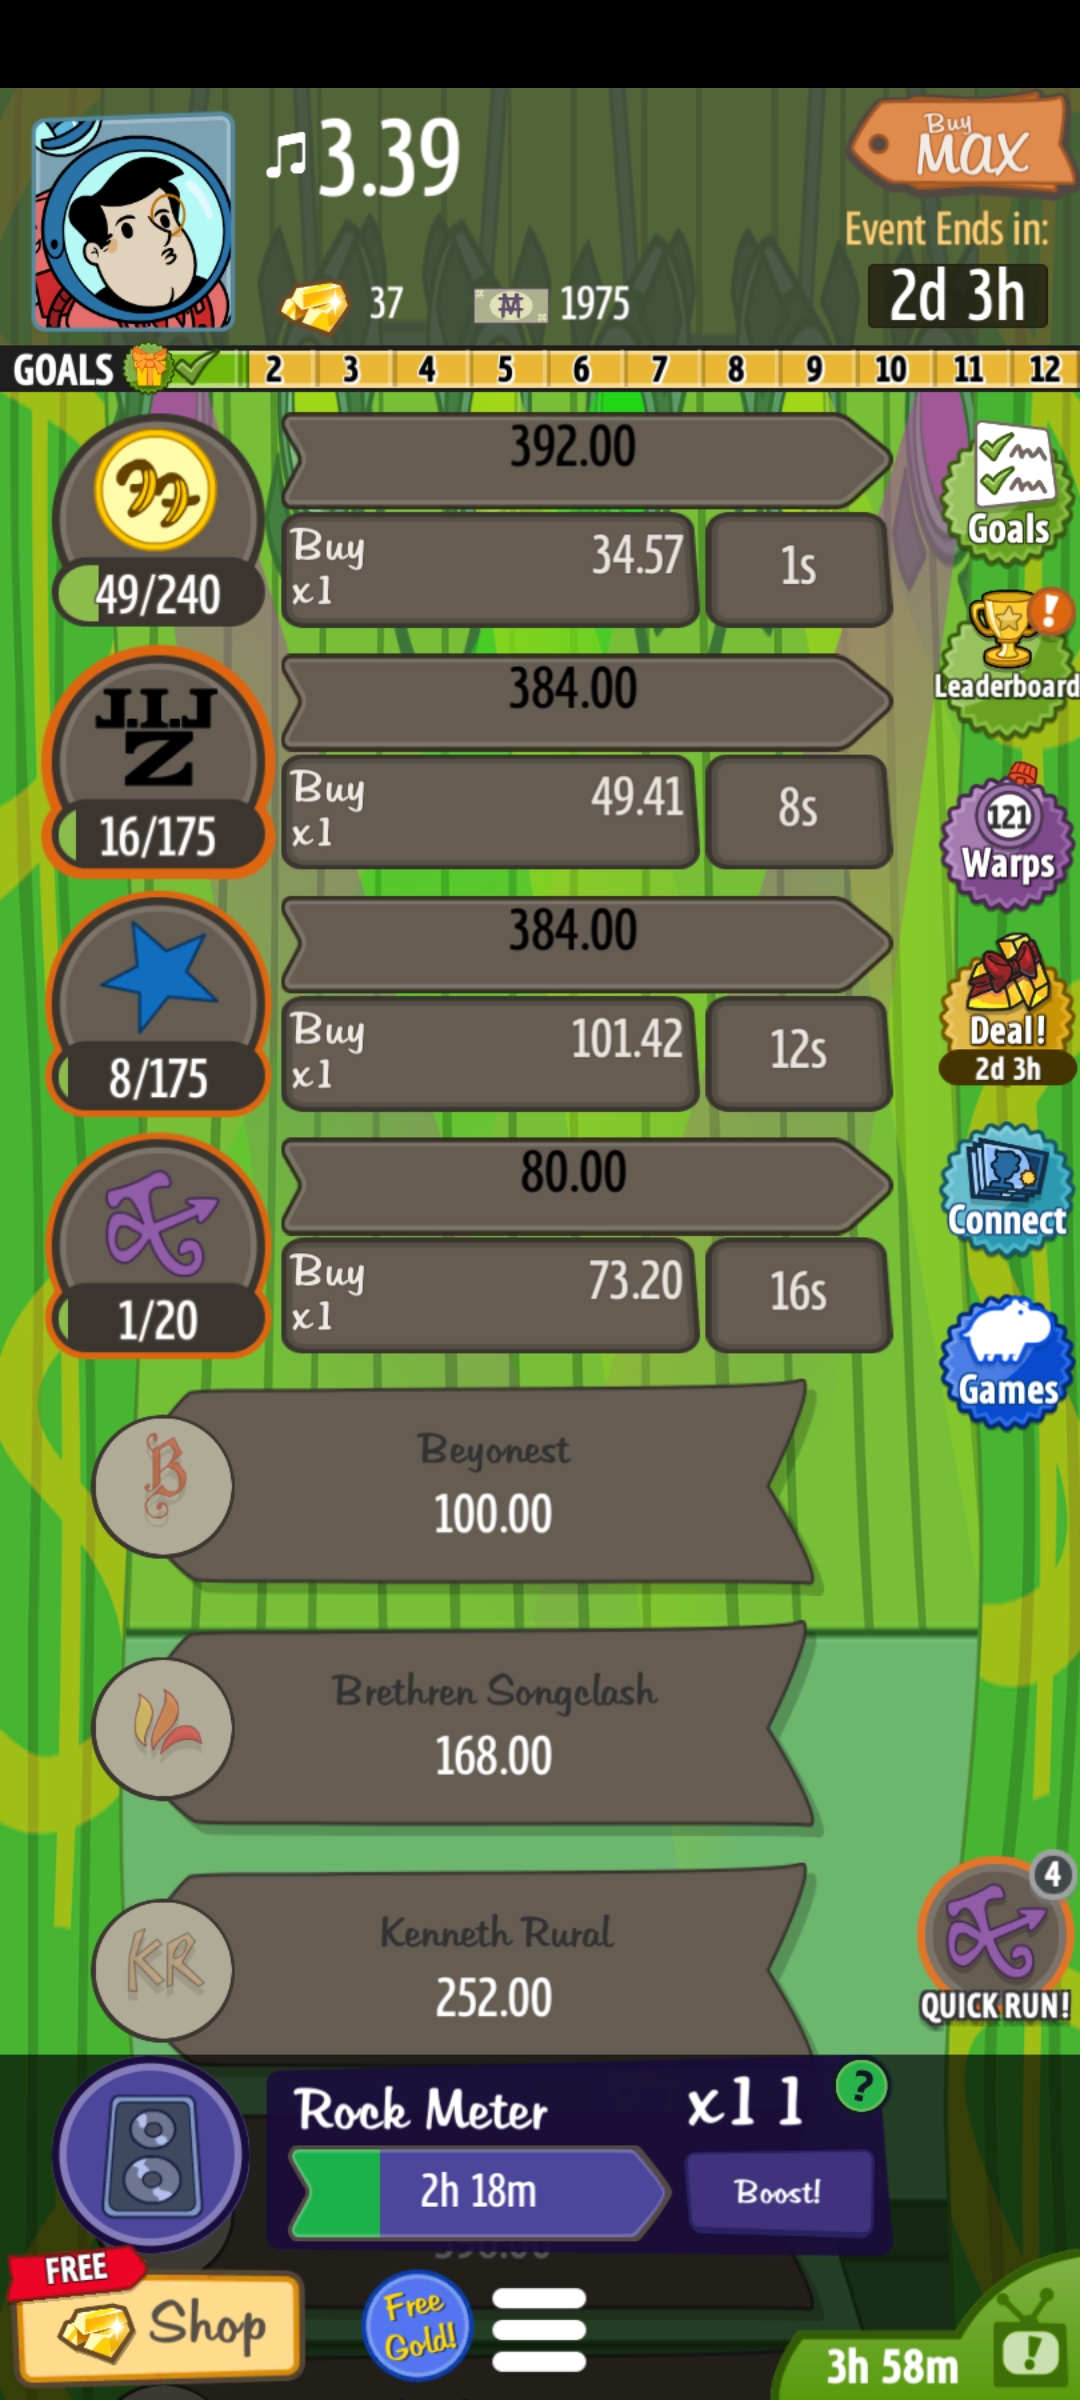 3.39
Buy
MAX
Event Ends in:
37
1975
2d 3h
GOALS 2 3 4 5 6 7 8 9 10 11 12
392.00
49/240
Buy
x1
34.57
1s
Goals
J.I.J
Z
384.00
16/175
Buy
x1
49.41
8s
Leaderboard
121
Warps
384.00
8/175
Buy
x1
101.42
12s
Deal!
2d 3h
80.00
1/20
Buy
x1
73.20
16s
Connect
Games
B
Beyonest
100.00
Brethren Songclash
168.00
KR
Kenneth Rural
252.00
4
QUICK RUN!
Rock Meter
x11
?
2h 18m
Boost!
FREE
Shop
Free
Gold!
3h 58m